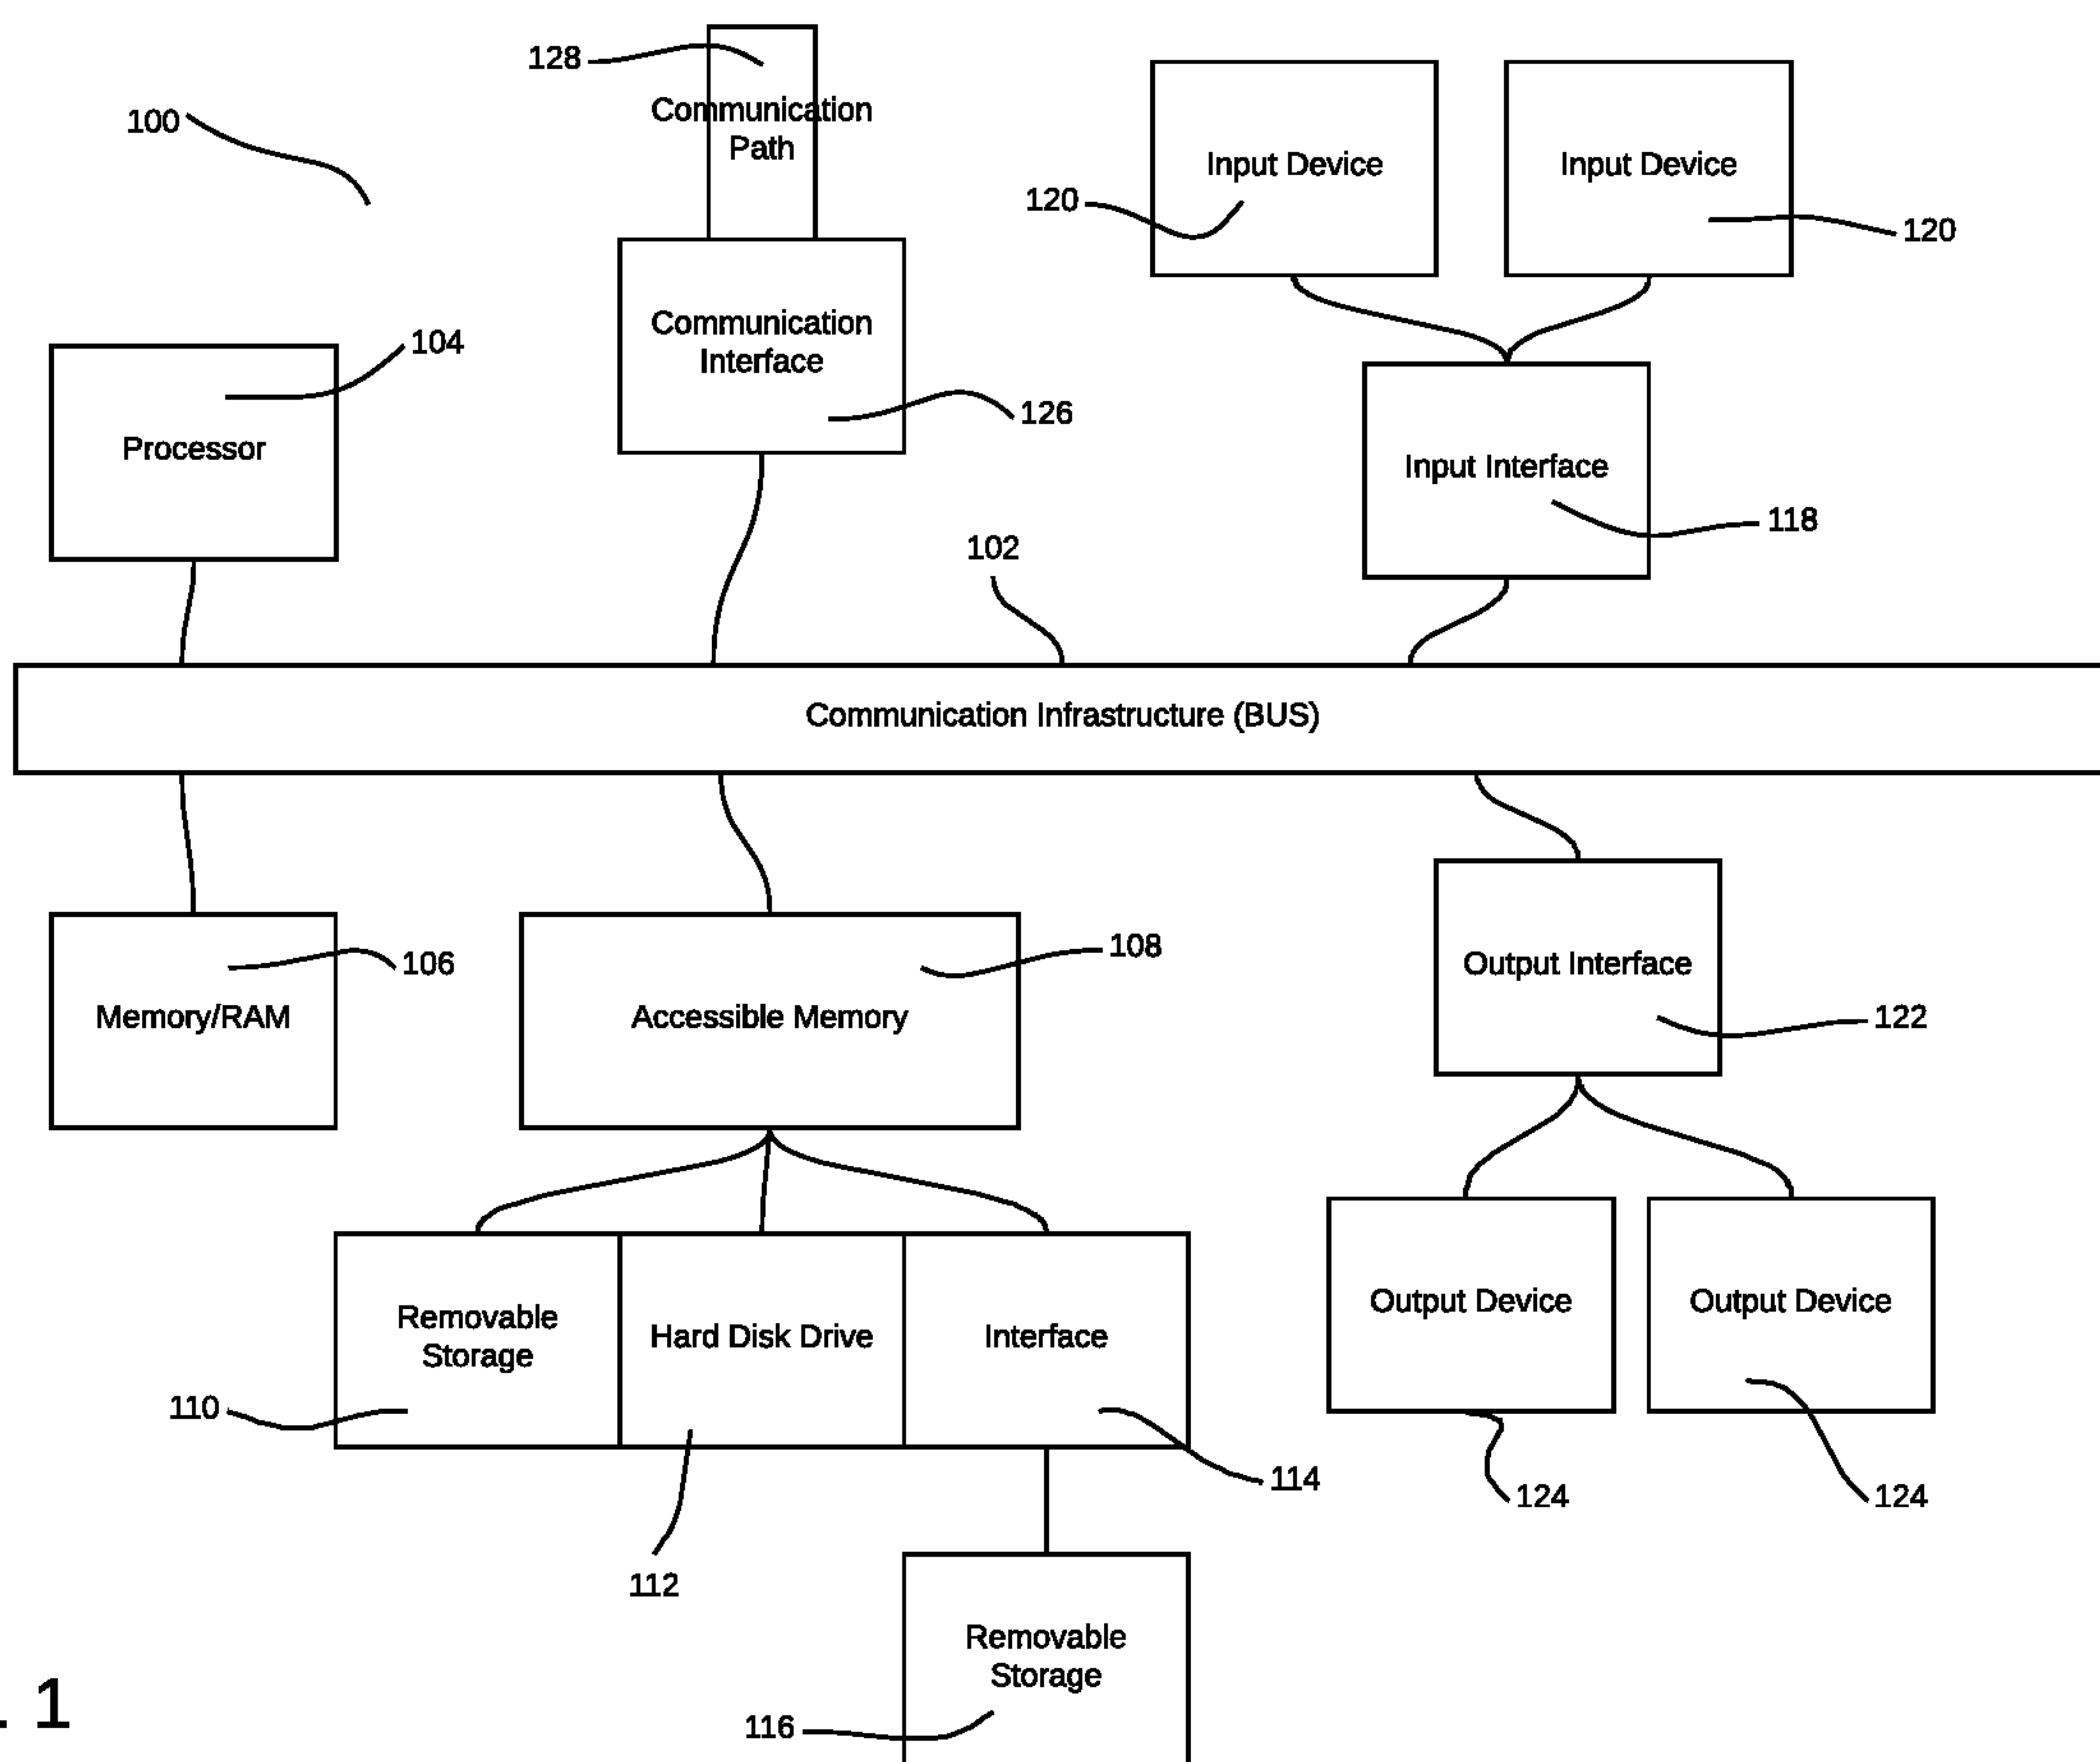 128
Communication
Path
100
Input Device
Input Device
120
120
Communication
Interface
104
126
Processor
Input Interface
118
102
Communication Infrastructure (BUS)
106
108
Memory/RAM
Accessible Memory
Output Interface
122
Removable
Storage
Hard Disk Drive
Interface
Output Device
Output Device
110
114
124
124
112
Removable
Storage
116
. 1